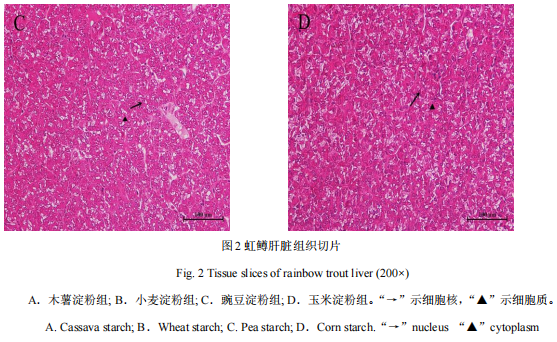 C D
图 2 虹鳟肝脏组织切片
Fig. 2 Tissue slices of rainbow trout liver (200×)
A. 木薯淀粉组; B. 小麦淀粉组; C. 豌豆淀粉组; D. 玉米淀粉组。“→”示细胞核, “▲”示细胞质。
A. Cassava starch; B. Wheat starch; C. Pea starch; D. Corn starch. “→”nucleus “▲”cytoplasm